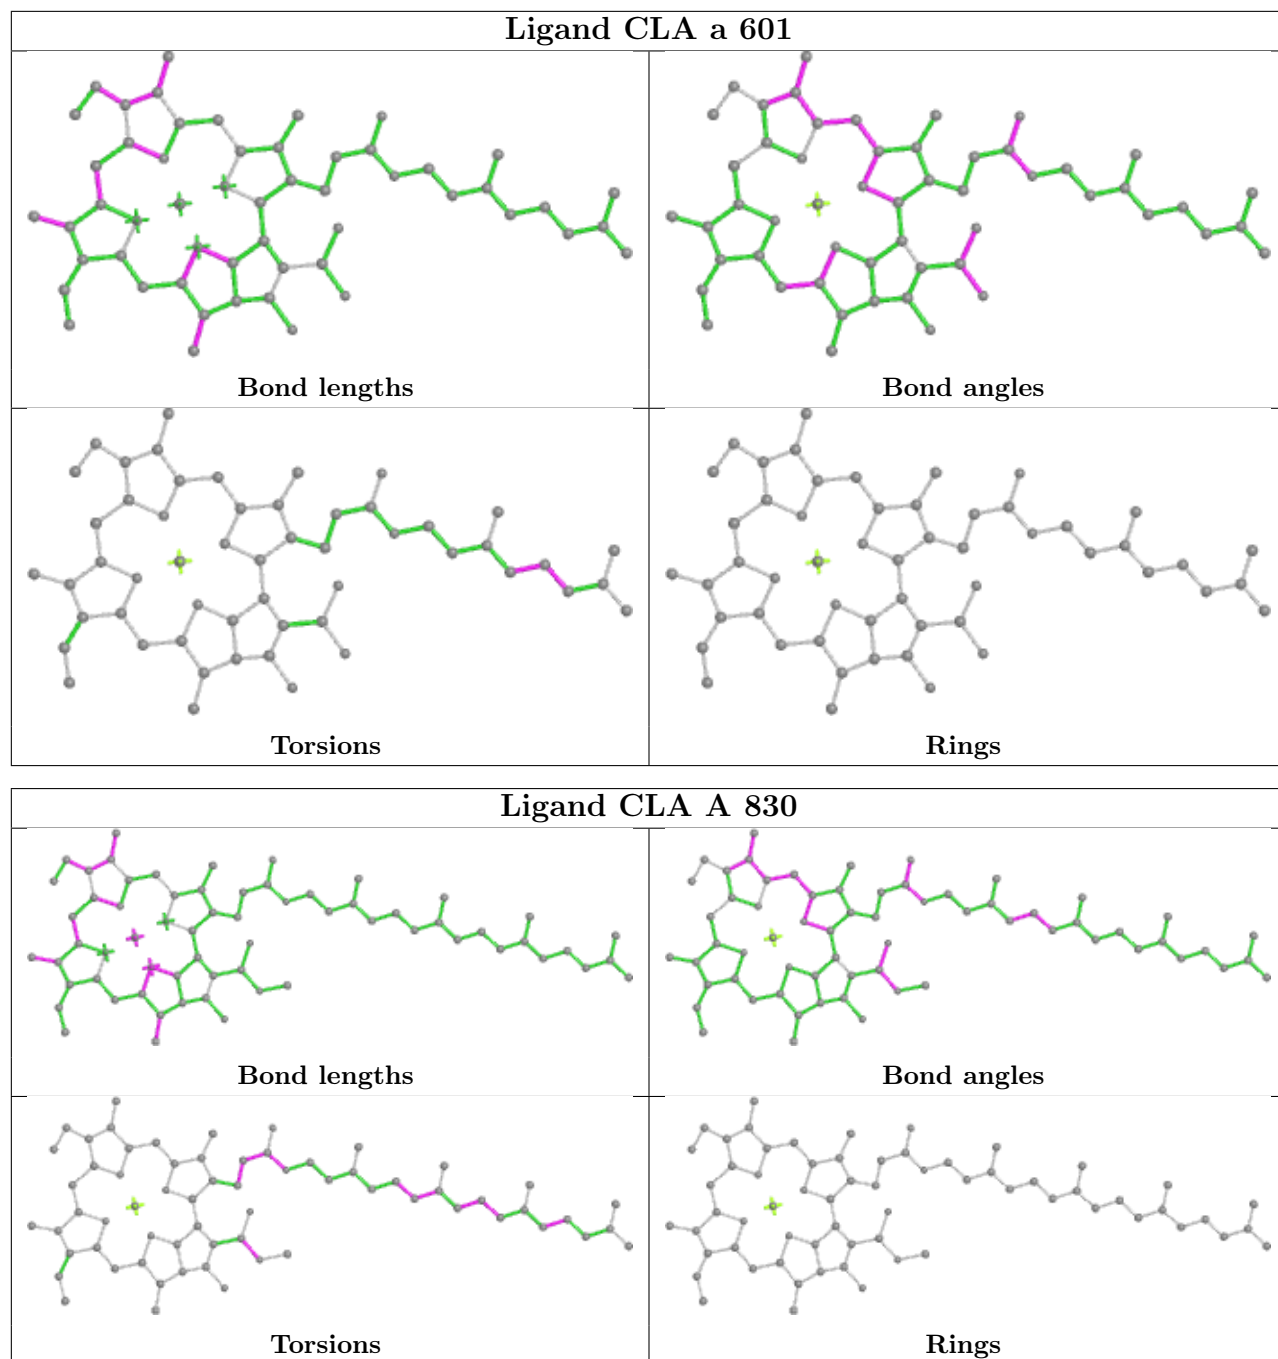 Ligand CLA a 601
Bond lengths
Bond angles
Torsions
Rings
Ligand CLA A 830
Bond lengths
Bond angles
Torsions
Rings